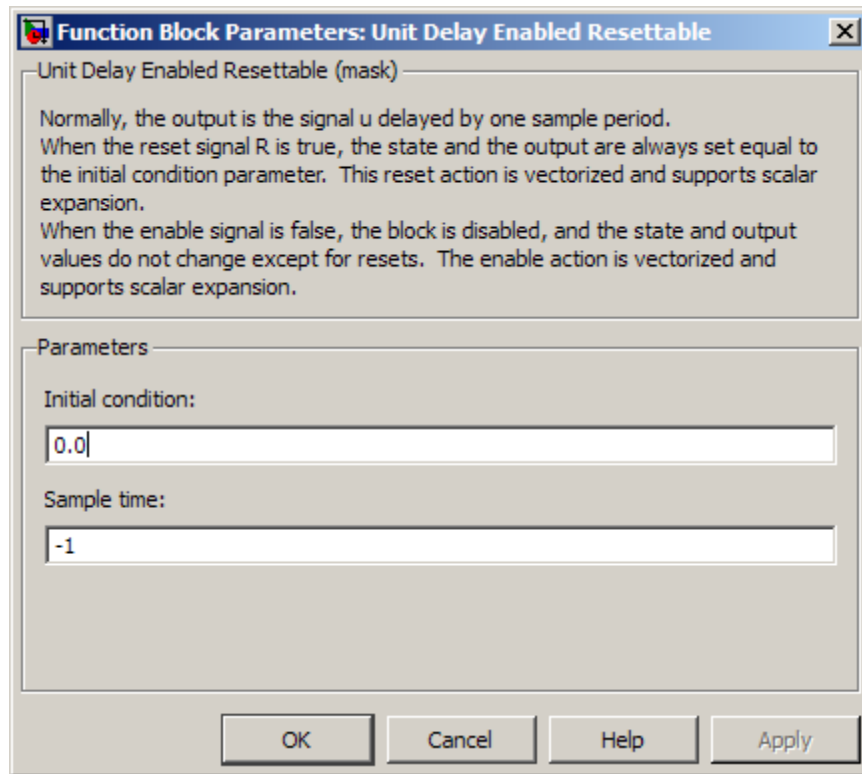 Function Block Parameters: Unit Delay Enabled Resettable
Unit Delay Enabled Resettable (mask)
Normally, the output is the signal u delayed by one sample period.
When the reset signal R is true, the state and the output are always set equal to
the initial condition parameter.  This reset action is vectorized and supports scalar
expansion.
When the enable signal is false, the block is disabled, and the state and output
values do not change except for resets.  The enable action is vectorized and
supports scalar expansion.
Parameters
Initial condition:
0.0
Sample time:
-1
OK Cancel Help Apply